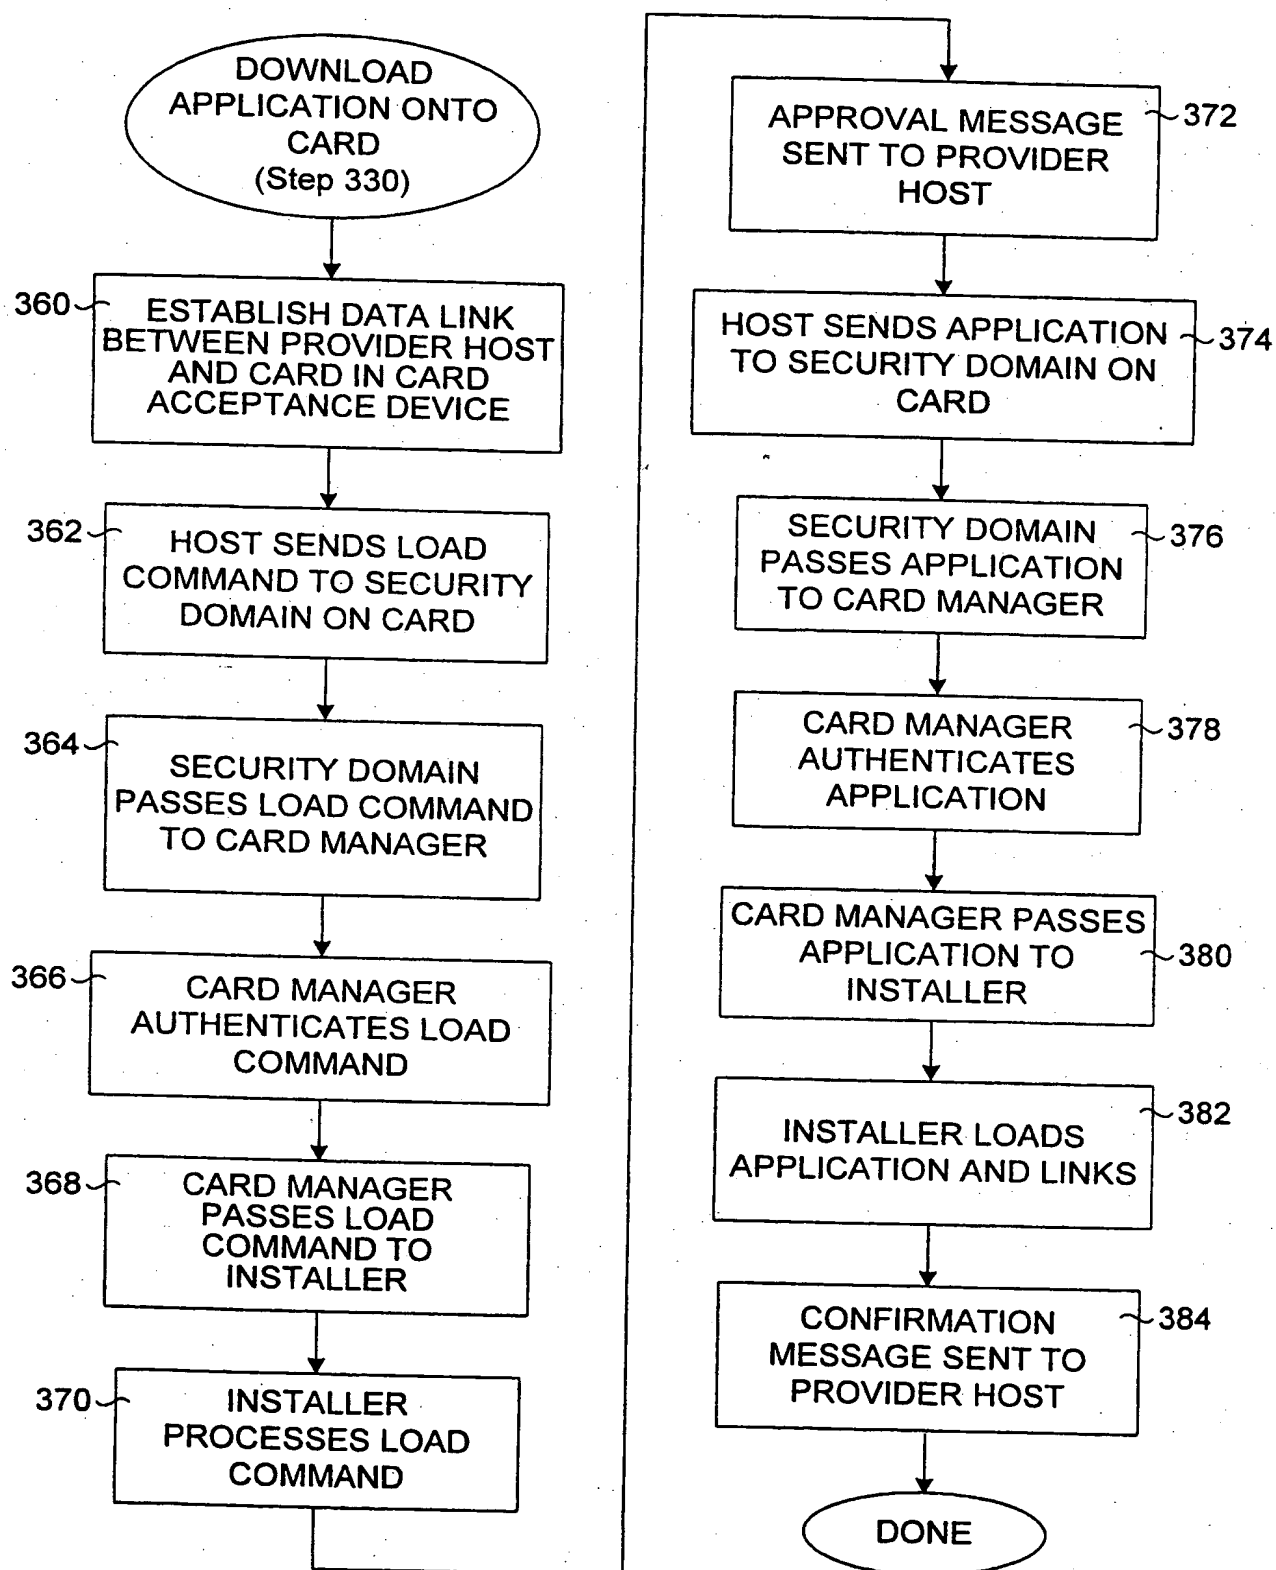 DOWNLOAD
APPLICATION ONTO
CARD
(Step 330)
360
ESTABLISH DATA LINK
BETWEEN PROVIDER HOST
AND CARD IN CARD
ACCEPTANCE DEVICE
362
HOST SENDS LOAD
COMMAND TO SECURITY
DOMAIN ON CARD
364
SECURITY DOMAIN
PASSES LOAD COMMAND
TO CARD MANAGER
366
CARD MANAGER
AUTHENTICATES LOAD
COMMAND
368
CARD MANAGER
PASSES LOAD
COMMAND TO
INSTALLER
370
INSTALLER
PROCESSES LOAD
COMMAND
372
APPROVAL MESSAGE
SENT TO PROVIDER
HOST
374
HOST SENDS APPLICATION
TO SECURITY DOMAIN ON
CARD
376
SECURITY DOMAIN
PASSES APPLICATION
TO CARD MANAGER
378
CARD MANAGER
AUTHENTICATES
APPLICATION
380
CARD MANAGER PASSES
APPLICATION TO
INSTALLER
382
INSTALLER LOADS
APPLICATION AND LINKS
384
CONFIRMATION
MESSAGE SENT TO
PROVIDER HOST
DONE